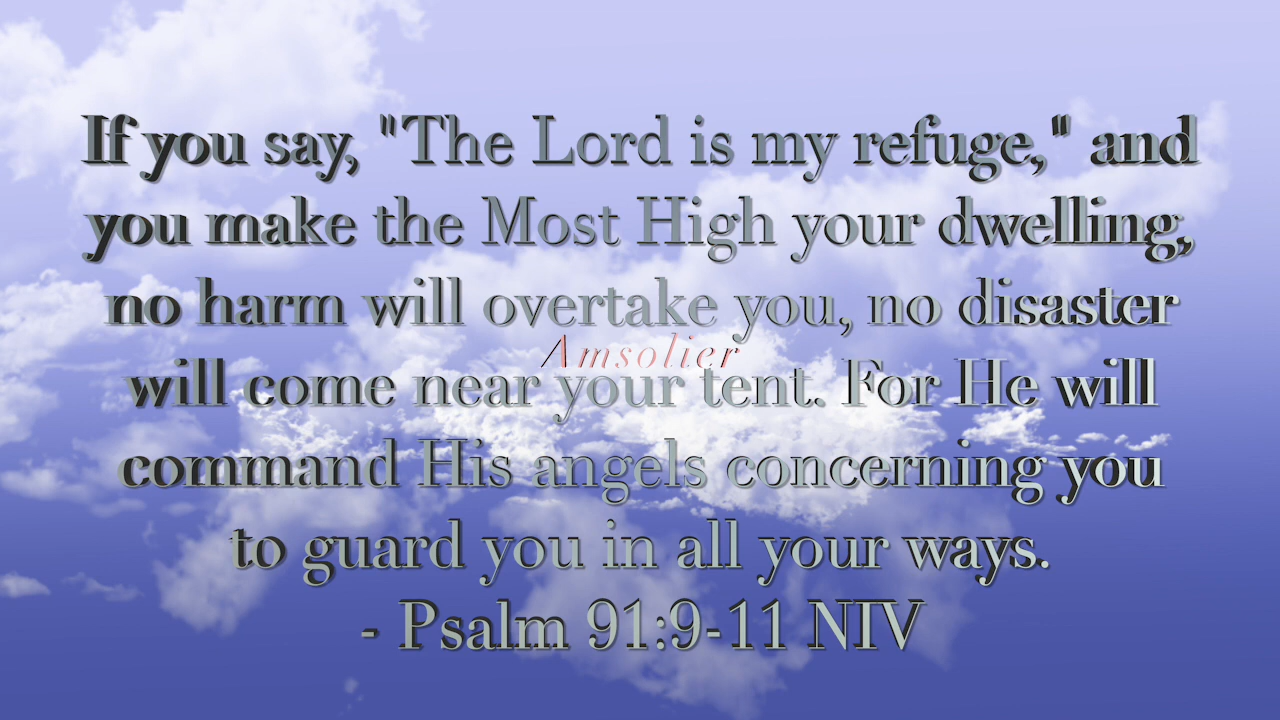 If you say, "The Lord is my refuge," and
you make the Most High your dwelling,
no harm will overtake you, no disaster
Amsolier
will come near your tent. For He will
command His angels concerning you
to guard you in all your ways.
- Psalm 91:9-11 NIV